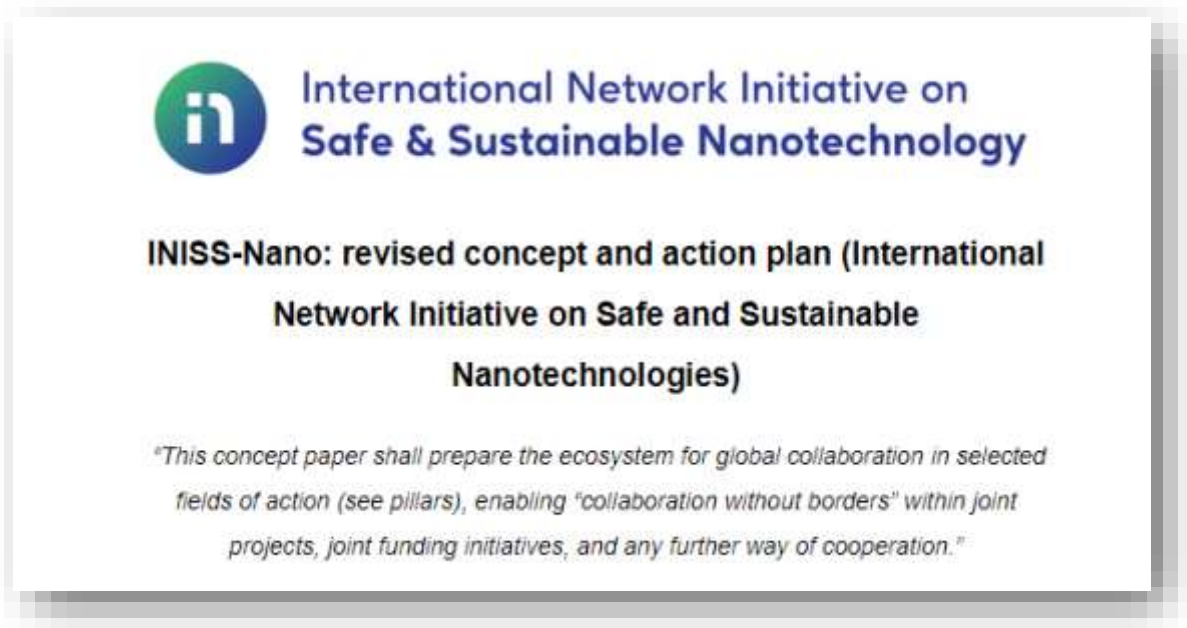 in
International Network Initiative on
Safe & Sustainable Nanotechnology
INISS-Nano: revised concept and action plan (International
Network Initiative on Safe and Sustainable
Nanotechnologies)
“This concept paper shall prepare the ecosystem for global collaboration in selected
fields of action (see pillars), enabling “collaboration without borders” within joint
projects, joint funding initiatives, and any further way of cooperation.”